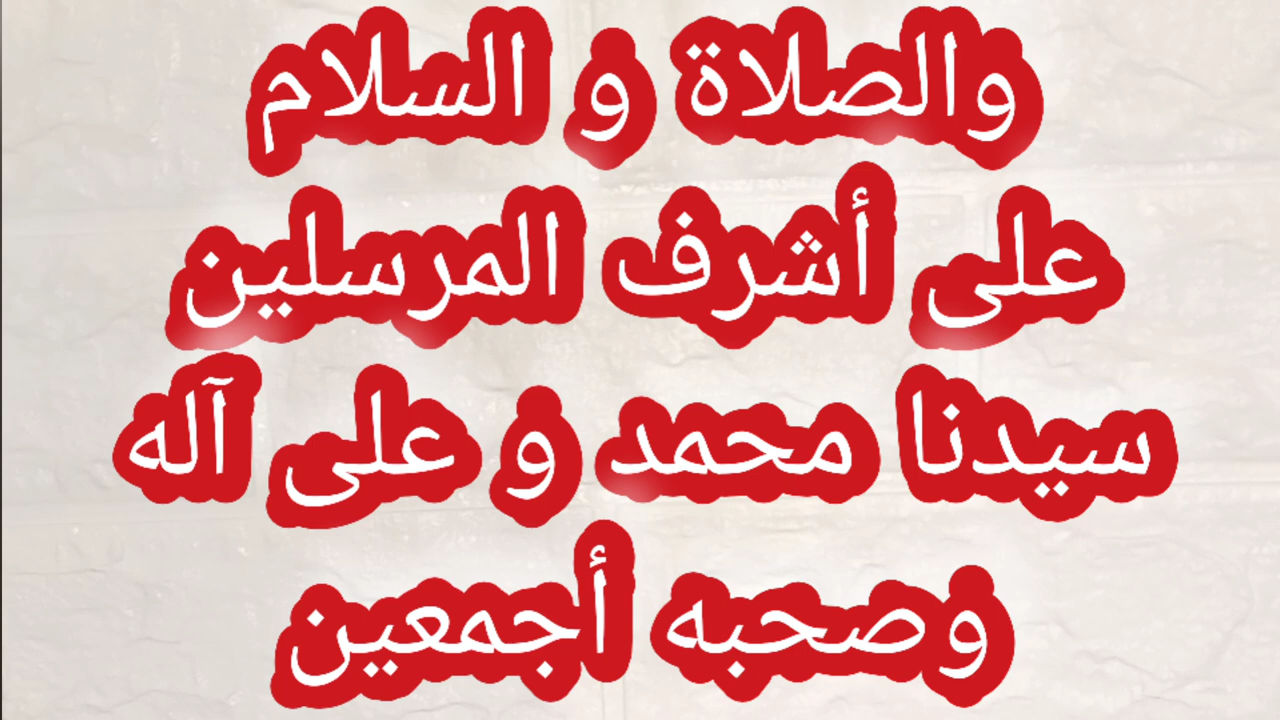 والصلاة و السلام
على أشرف المرسلين
سيدنا محمد و على آله
وصحبه أجمعين